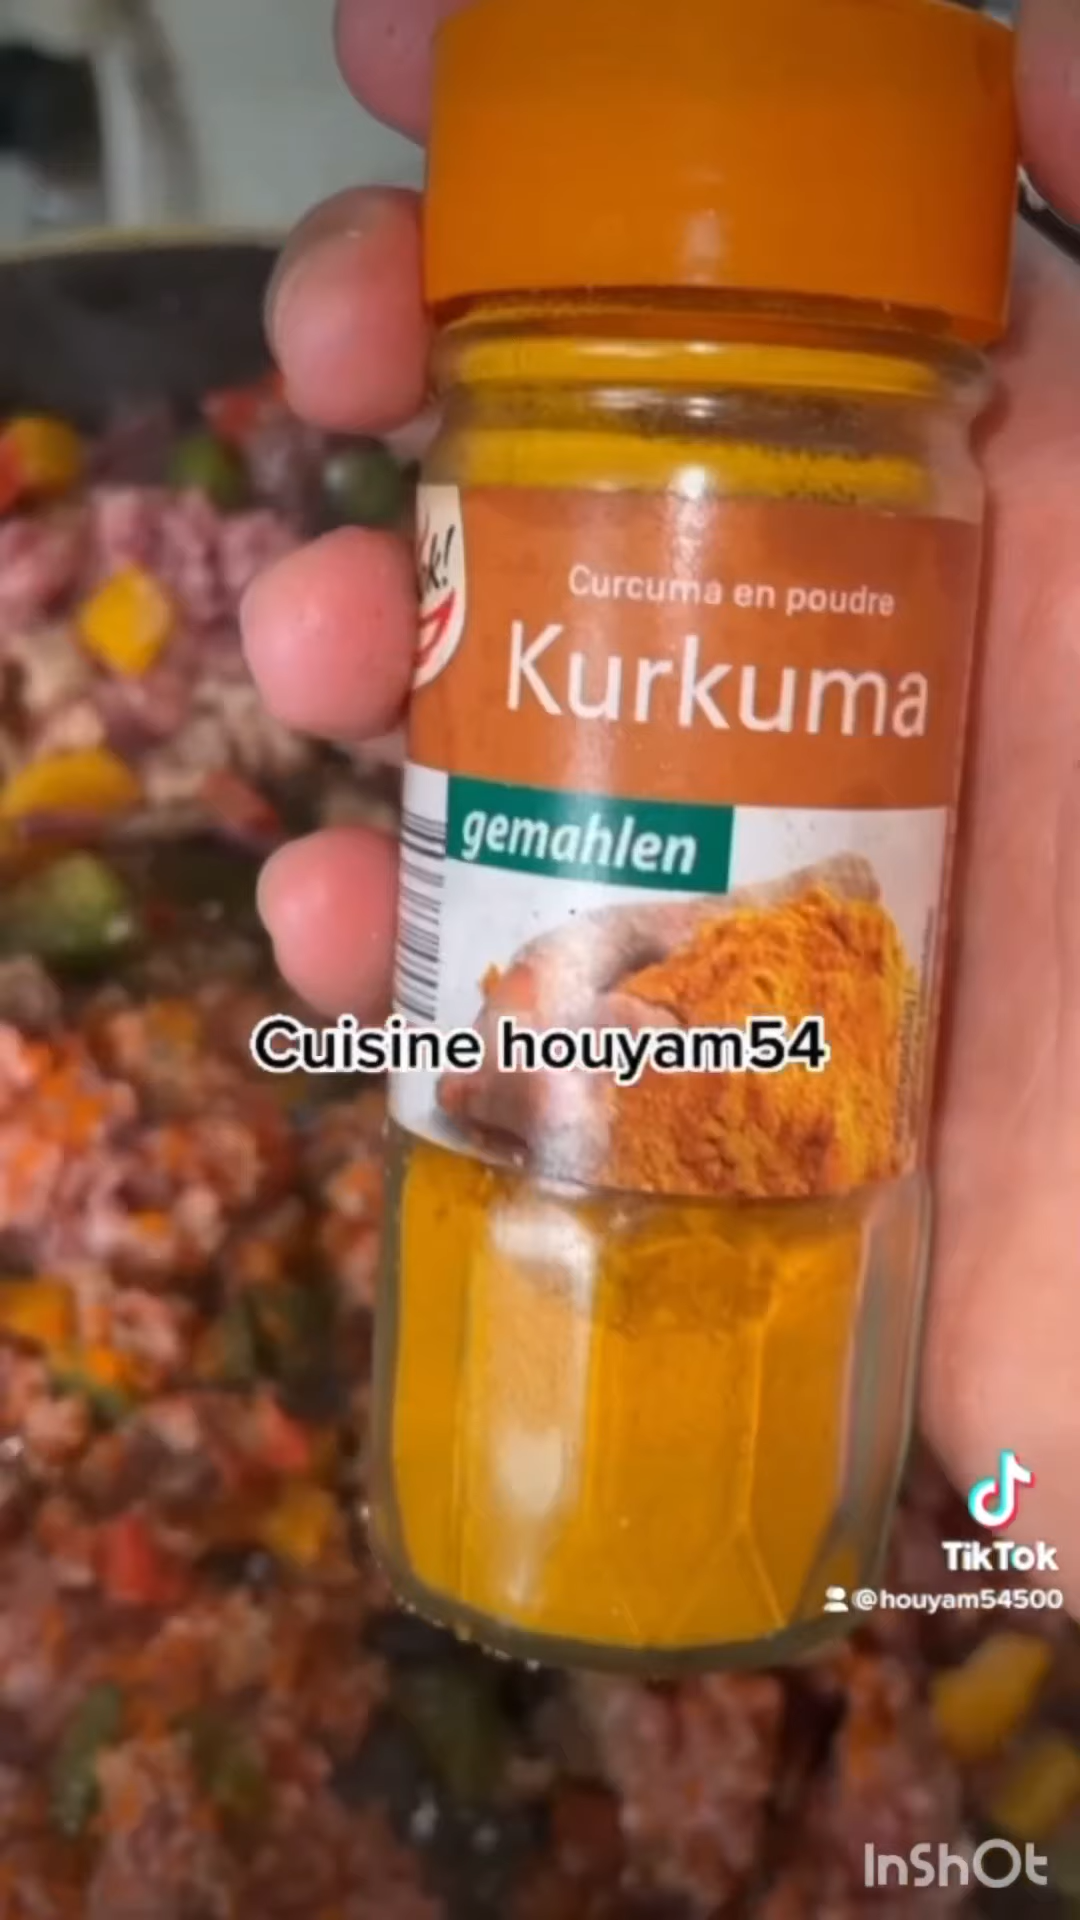 Curcuma en poudre
Kurkuma
gemahlen
Cuisine houyam54
TikTok
@houyam54500
InShOt